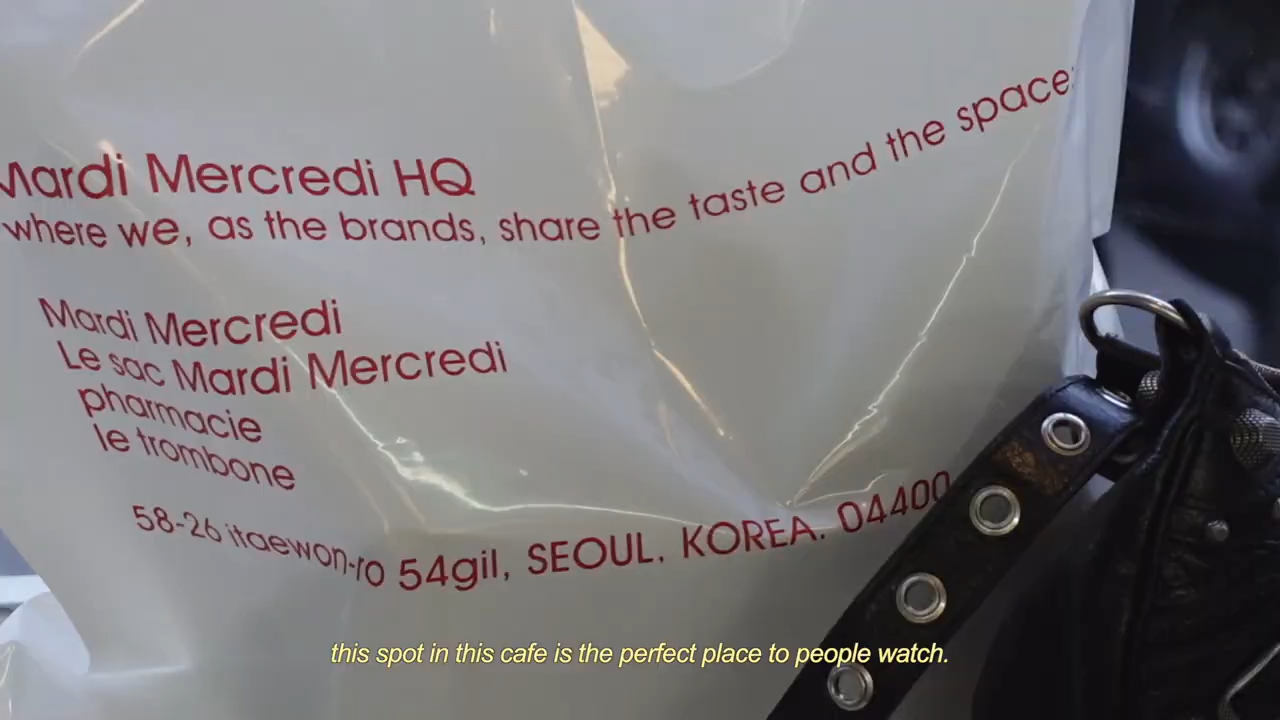 Mardi Mercredi HQ
where we, as the brands, share the taste and the space.
Mardi Mercredi
Le sac Mardi Mercredi
pharmacie
le trombone
58-26 itaewon-ro 54gil, SEOUL, KOREA. 04400
this spot in this cafe is the perfect place to people watch.